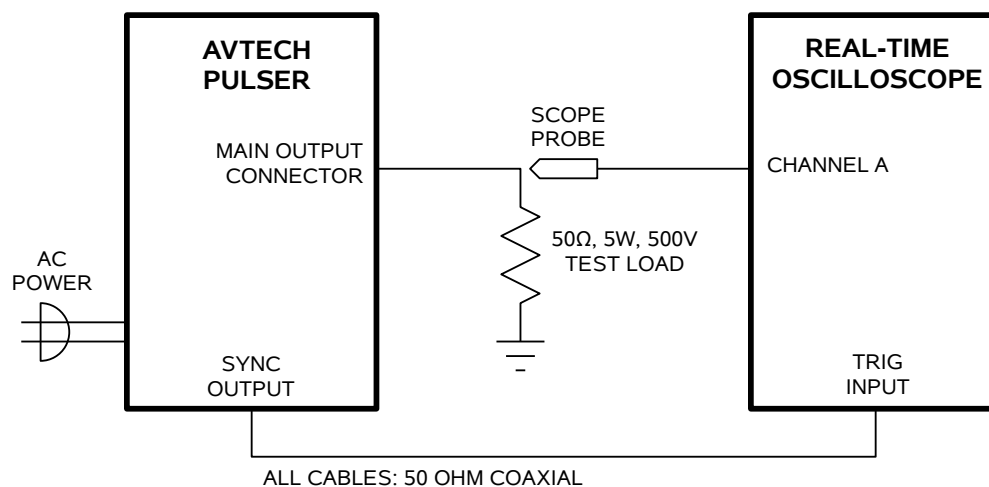 AVTECH
PULSER
MAIN OUTPUT
CONNECTOR
AC
POWER
SYNC
OUTPUT
SCOPE
PROBE
50Ω, 5W, 500V
TEST LOAD
REAL-TIME
OSCILLOSCOPE
CHANNEL A
TRIG
INPUT
ALL CABLES: 50 OHM COAXIAL